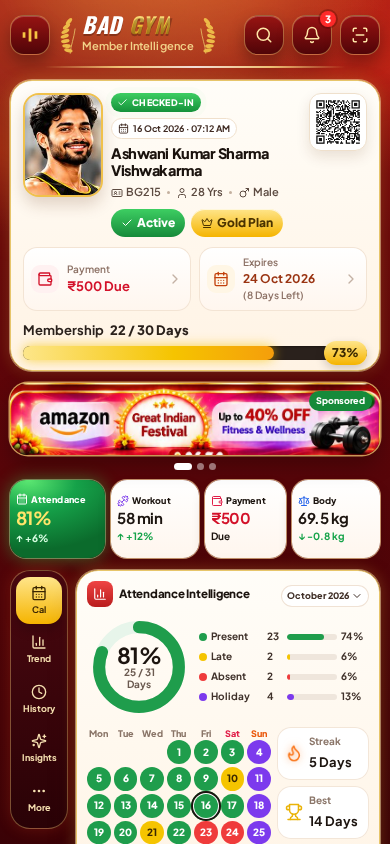 BAD GYM
Member Intelligence
3
CHECKED-IN
16 Oct 2026 · 07:12 AM
Ashwani Kumar Sharma
Vishwakarma
BG215 • 28 Yrs • Male
Active
Gold Plan
Payment
₹500 Due
Expires
24 Oct 2026
(8 Days Left)
Membership 22 / 30 Days
73%
Sponsored
amazon
Great Indian
Festival
Up to 40% OFF
Fitness & Wellness
Attendance
81%
↑ +6%
Workout
58 min
↑ +12%
Payment
₹500
Due
Body
69.5 kg
↓ -0.8 kg
Cal
Trend
History
Insights
More
Attendance Intelligence
October 2026
81%
25 / 31
Days
Present 23 74%
Late 2 6%
Absent 2 6%
Holiday 4 13%
Mon Tue Wed Thu Fri Sat Sun
1 2 3 4
5 6 7 8 9 10 11
12 13 14 15 16 17 18
19 20 21 22 23 24 25
Streak
5 Days
Best
14 Days